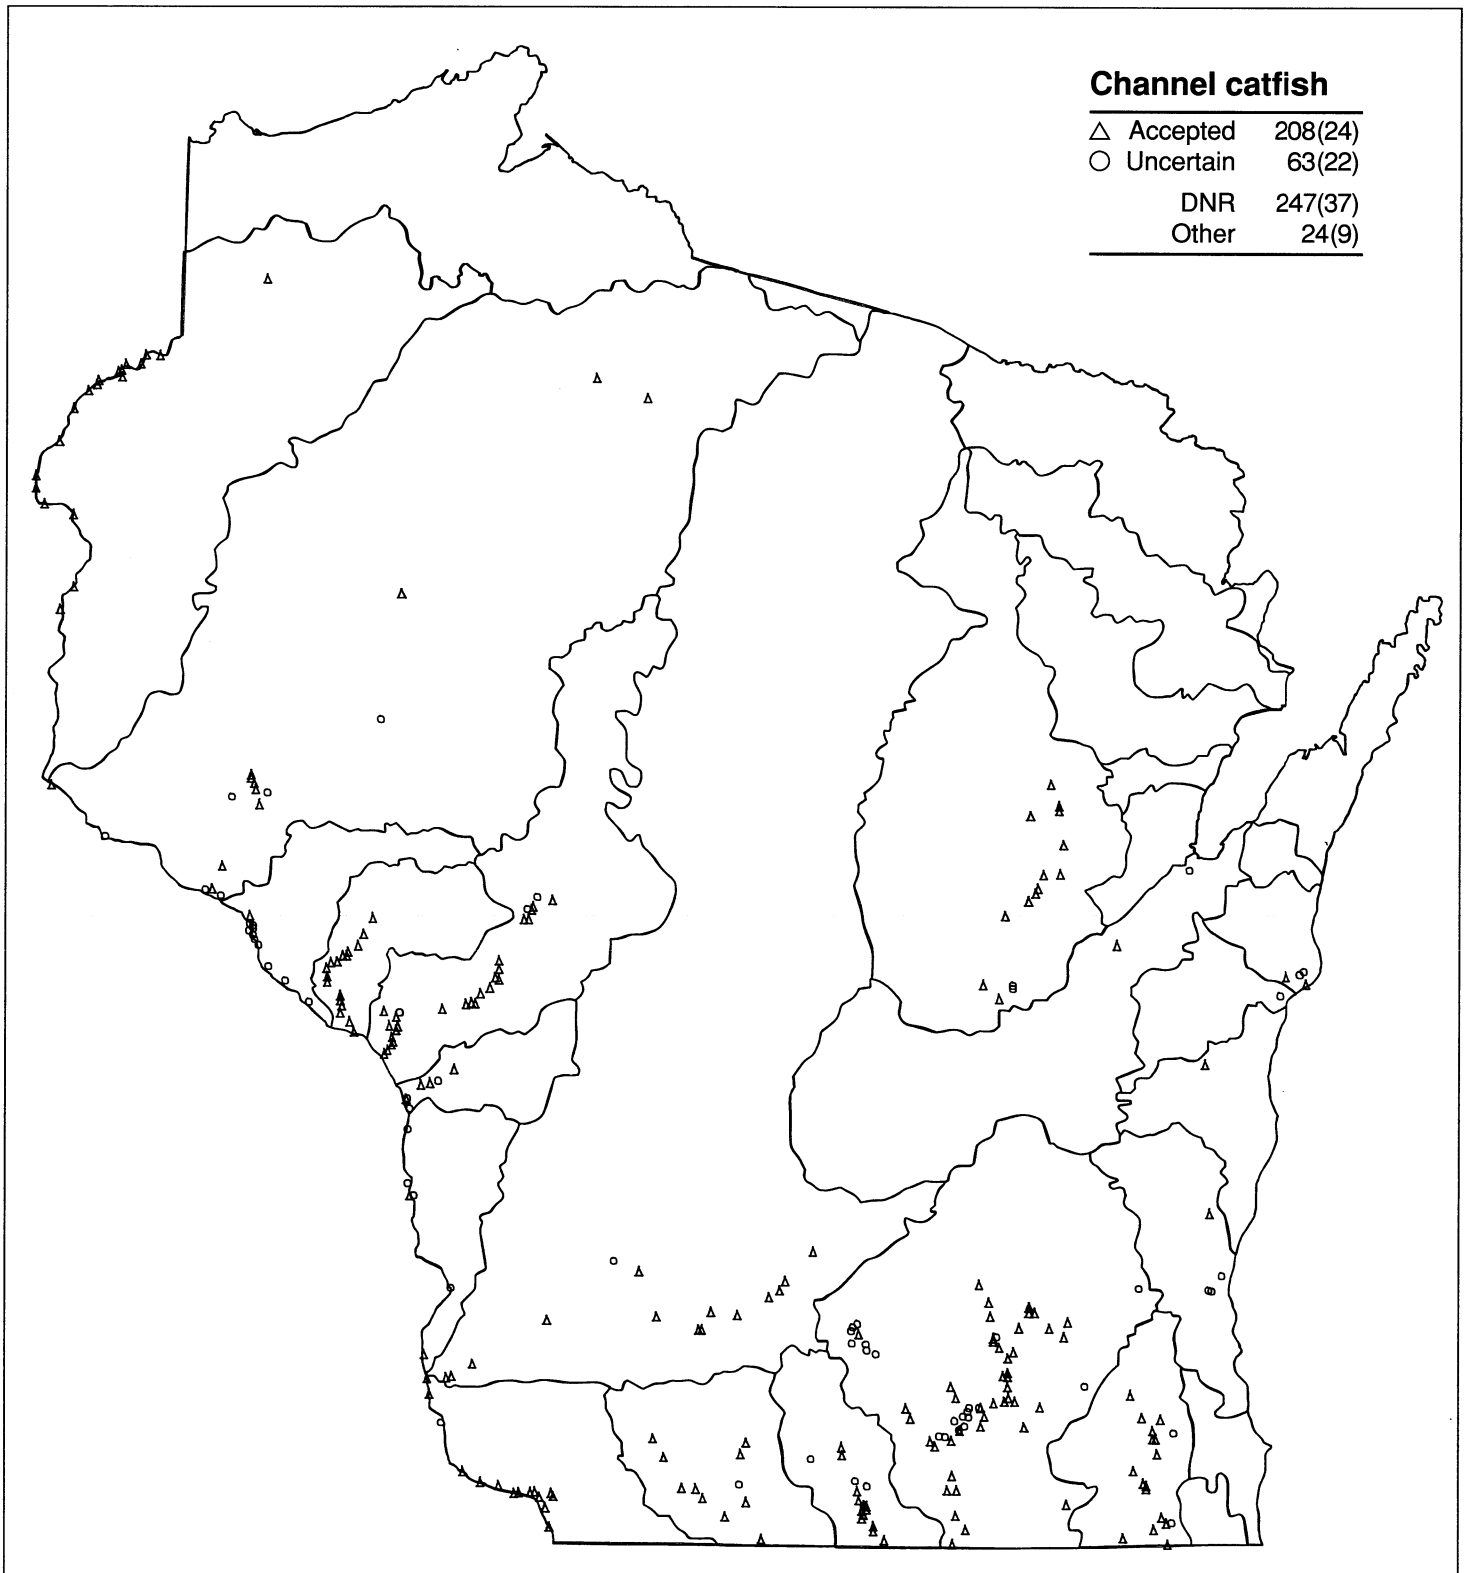 Channel catfish
△ Accepted 208(24)
○ Uncertain 63(22)
DNR 247(37)
Other 24(9)